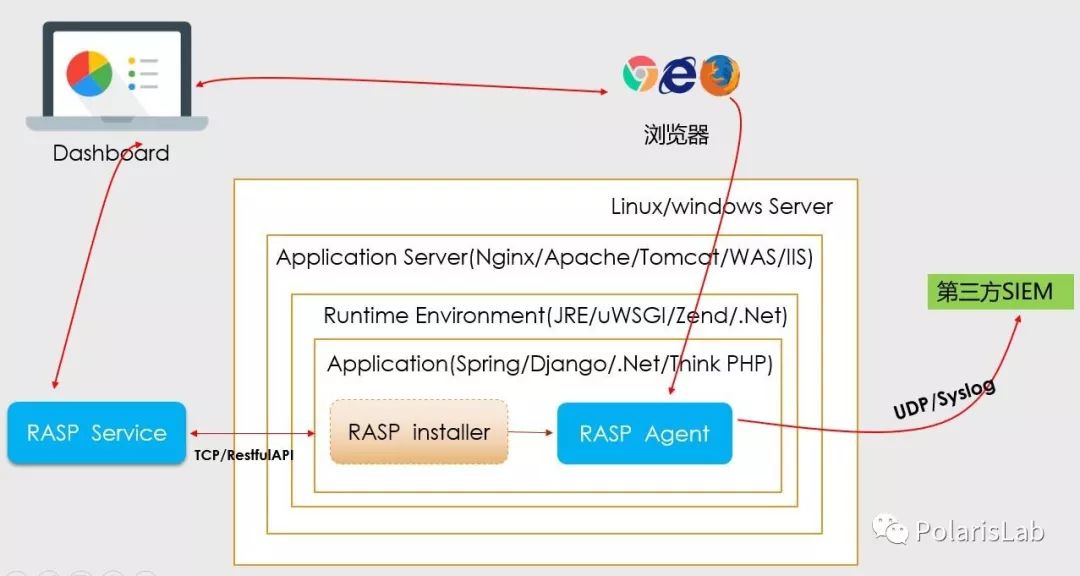 浏览器
Dashboard
Linux/windows Server
Application Server(Nginx/Apache/Tomcat/WAS/IIS)
第三方SIEM
Runtime Environment(JRE/uWSGI/Zend/.Net)
Application(Spring/Django/.Net/Think PHP)
UDP/Syslog
RASP Service
RASP installer
RASP Agent
TCP/RestfulAPI
PolarisLab